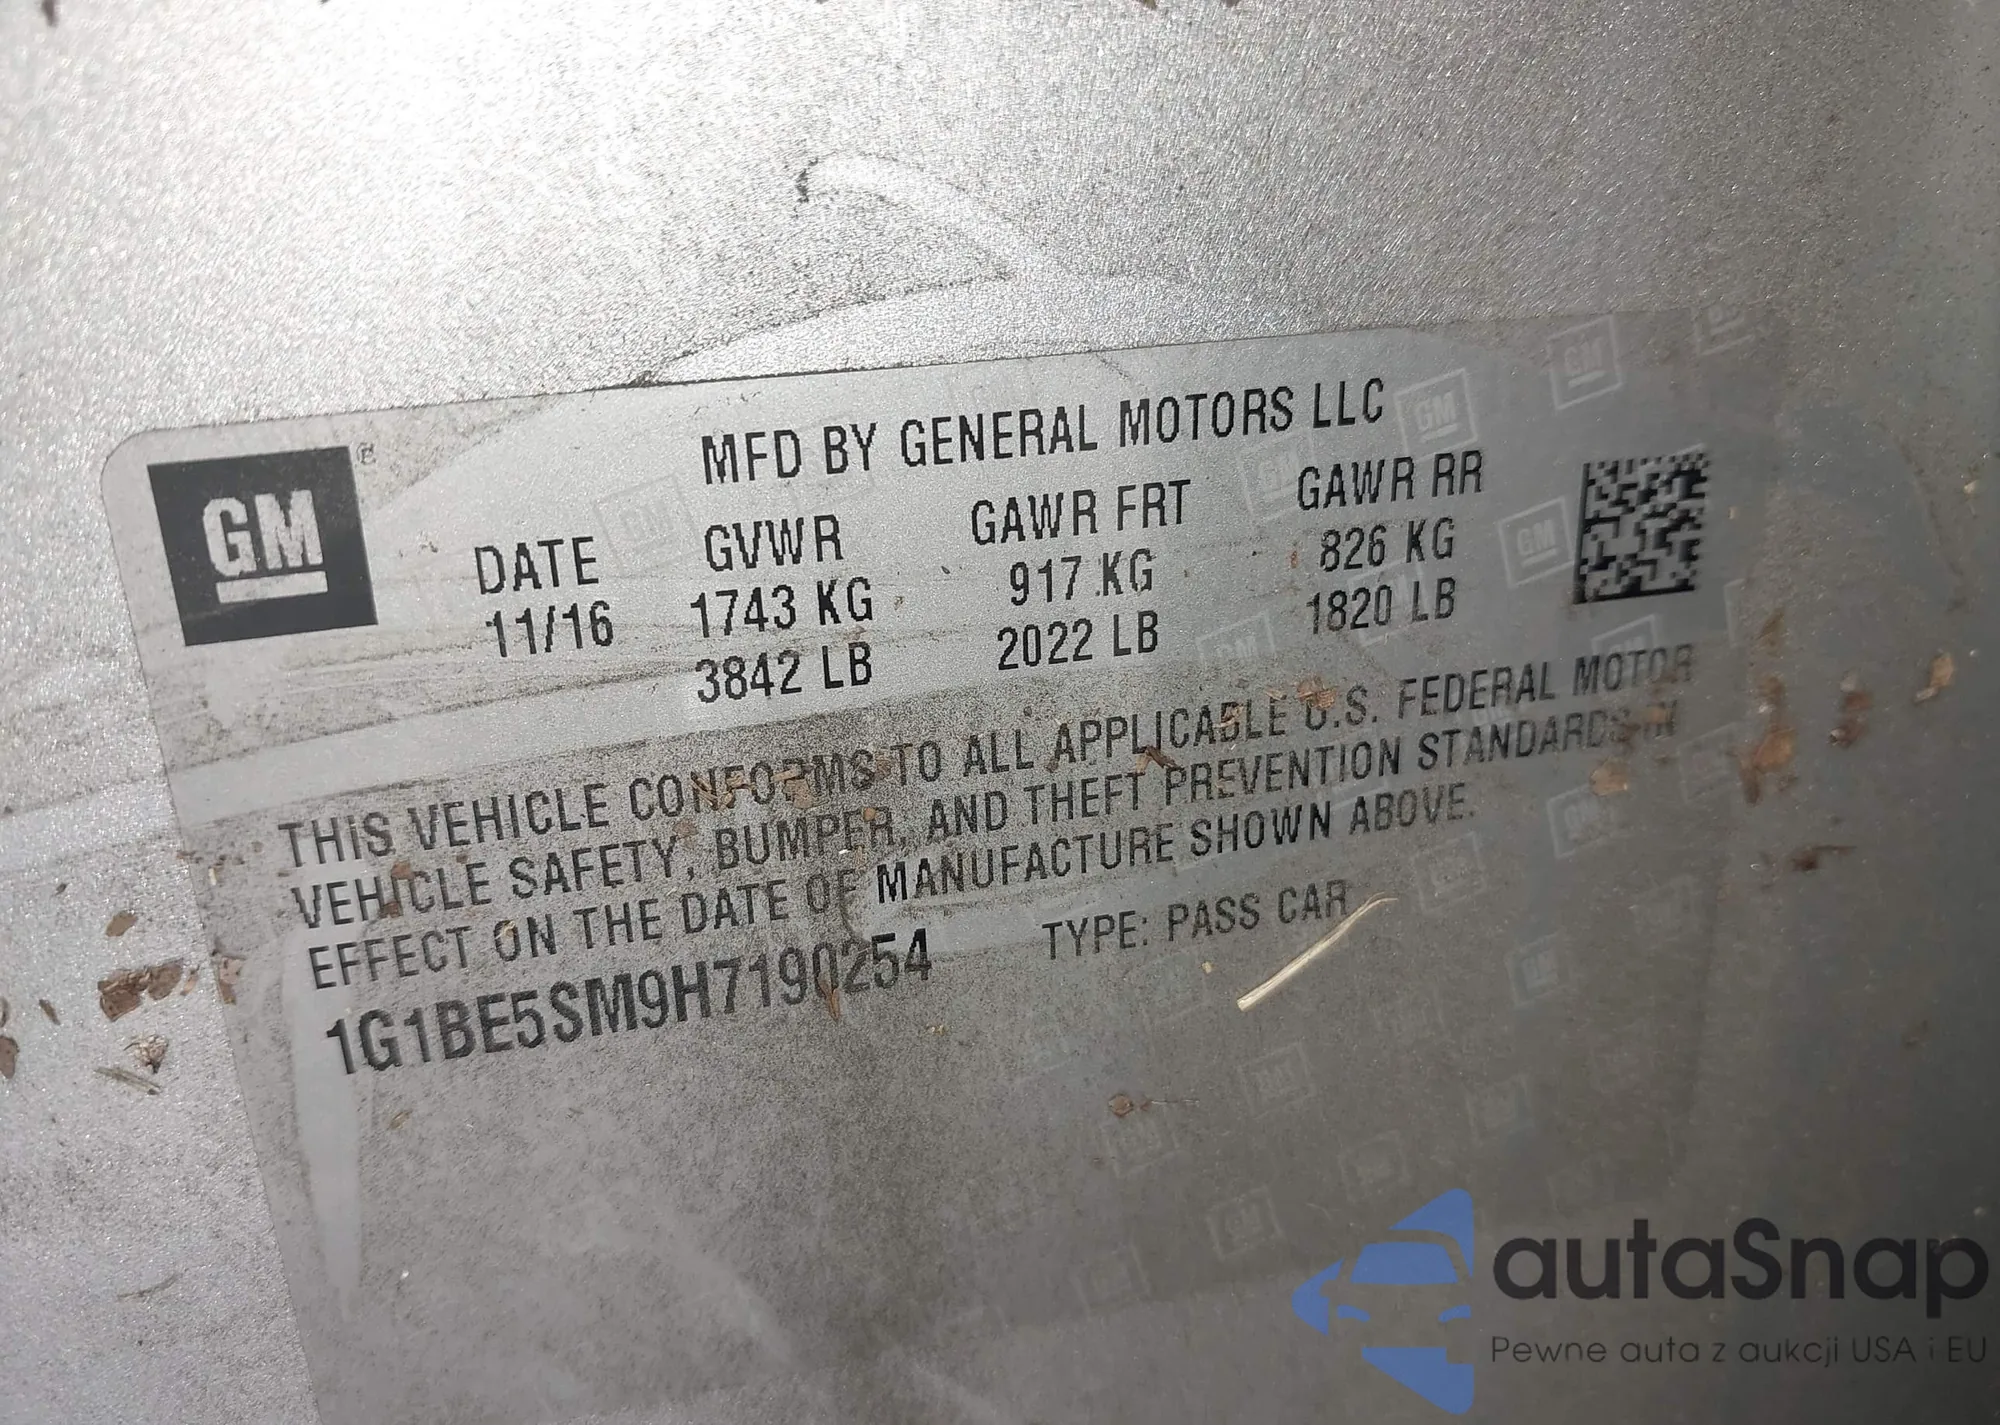 GM
MFD BY GENERAL MOTORS LLC
DATE GVWR GAWR FRT GAWR RR
11/16 1743 KG 917 KG 826 KG
3842 LB 2022 LB 1820 LB
THIS VEHICLE CONFORMS TO ALL APPLICABLE U.S. FEDERAL MOTOR
VEHICLE SAFETY, BUMPER, AND THEFT PREVENTION STANDARDS IN
EFFECT ON THE DATE OF MANUFACTURE SHOWN ABOVE.
1G1BE5SM9H7190254 TYPE: PASS CAR
autaSnap
Pewne auta z aukcji USA i EU